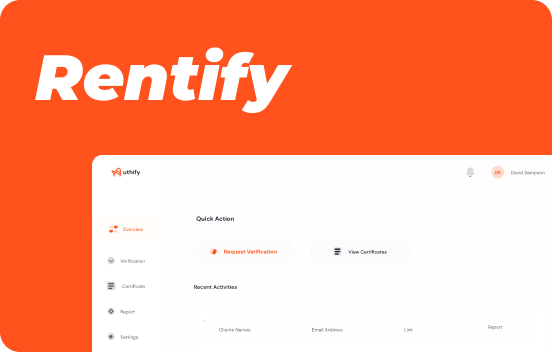 Rentify
uthify
DS David Sampson
Quick Action
Overview
Request Verification
View Certificates
Verification
Certificate
Recent Activities
Report
Clients Names Email Address Link Report
Settings